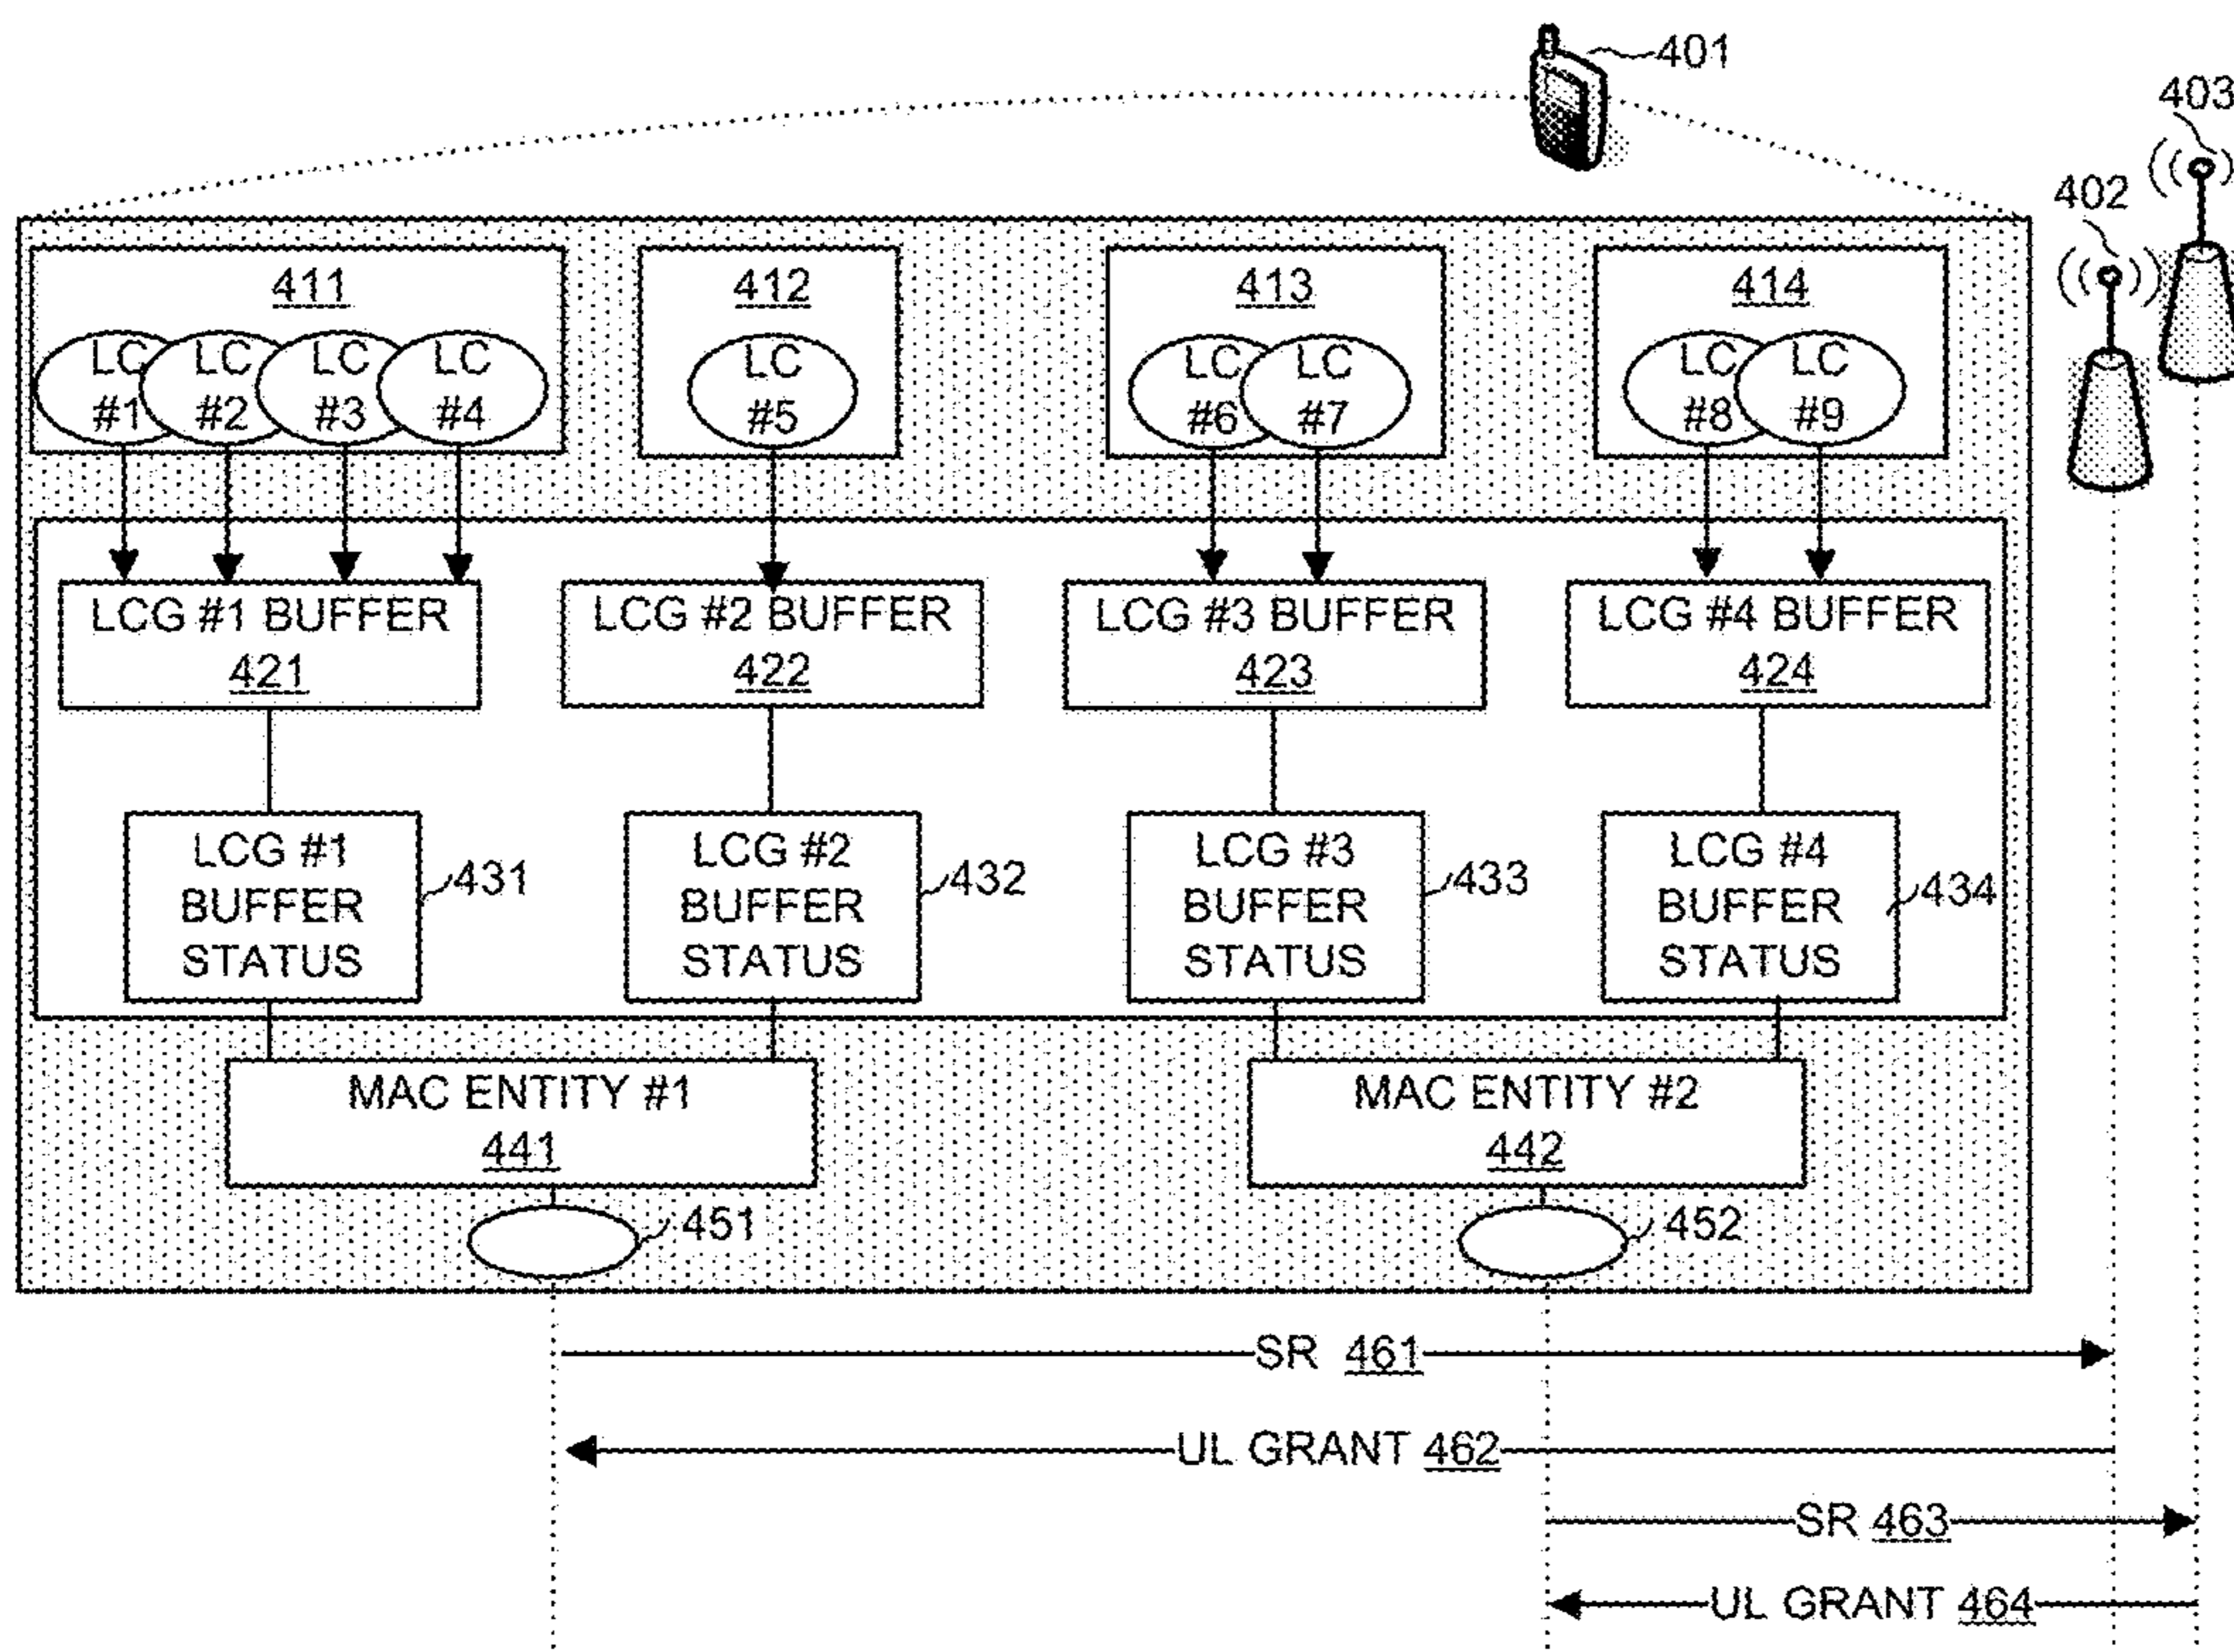 401
403
402
411
412
413
414
LC #1
LC #2
LC #3
LC #4
LC #5
LC #6
LC #7
LC #8
LC #9
LCG #1 BUFFER
421
LCG #2 BUFFER
422
LCG #3 BUFFER
423
LCG #4 BUFFER
424
LCG #1
BUFFER
STATUS
431
LCG #2
BUFFER
STATUS
432
LCG #3
BUFFER
STATUS
433
LCG #4
BUFFER
STATUS
434
MAC ENTITY #1
441
MAC ENTITY #2
442
451
452
SR 461
UL GRANT 462
SR 463
UL GRANT 464